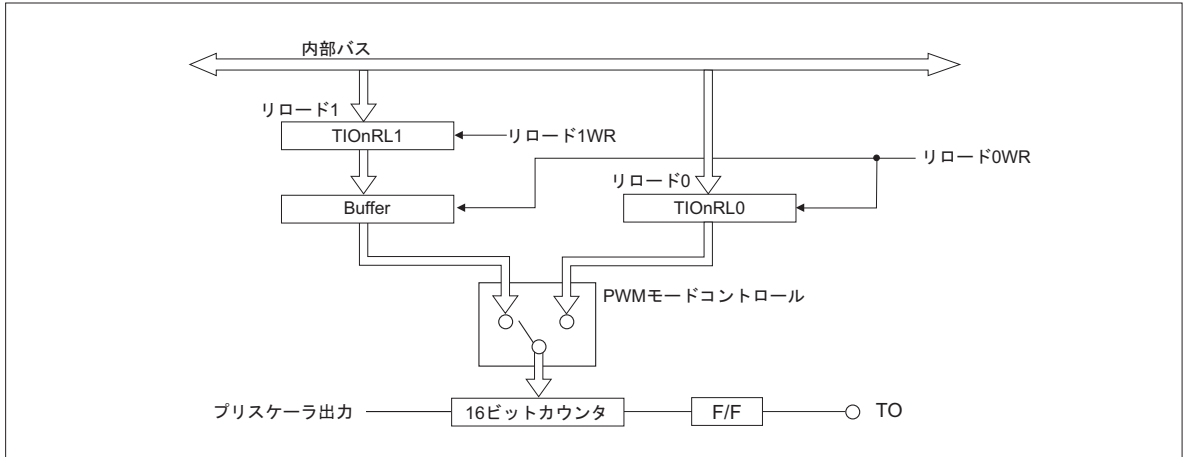 内部バス
リロード1
TIOnRL1
リロード1WR
リロード0WR
リロード0
Buffer
TIOnRL0
PWMモードコントロール
プリスケーラ出力
16ビットカウンタ
F/F
TO